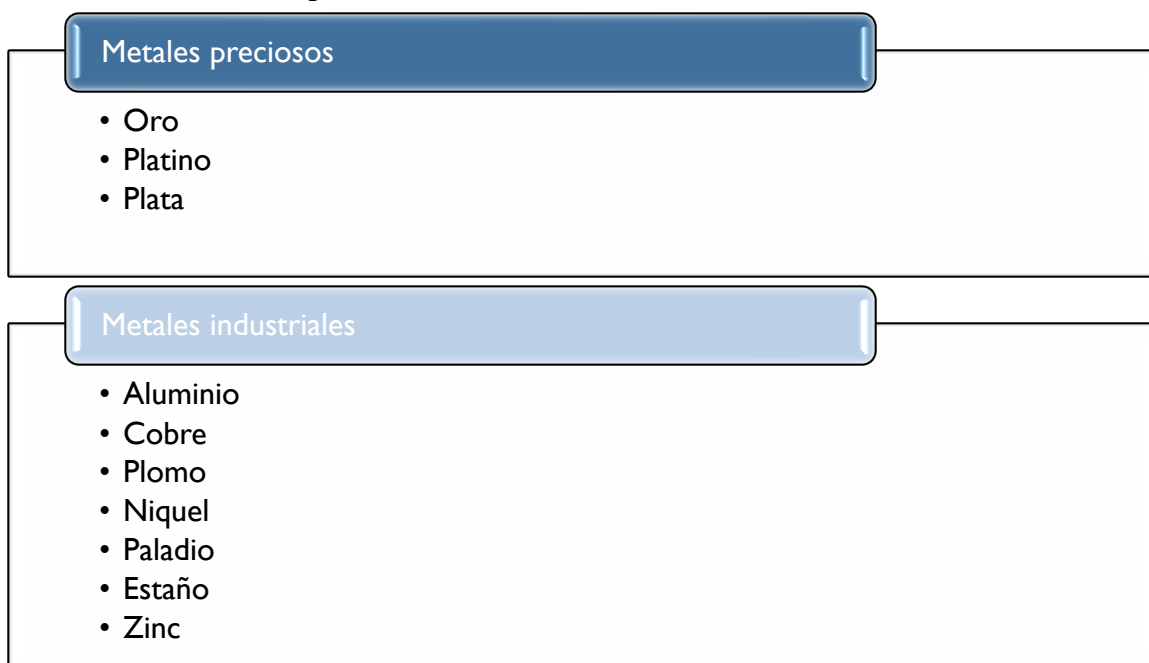 Metales preciosos
• Oro
• Platino
• Plata
Metales industriales
• Aluminio
• Cobre
• Plomo
• Niquel
• Paladio
• Estaño
• Zinc